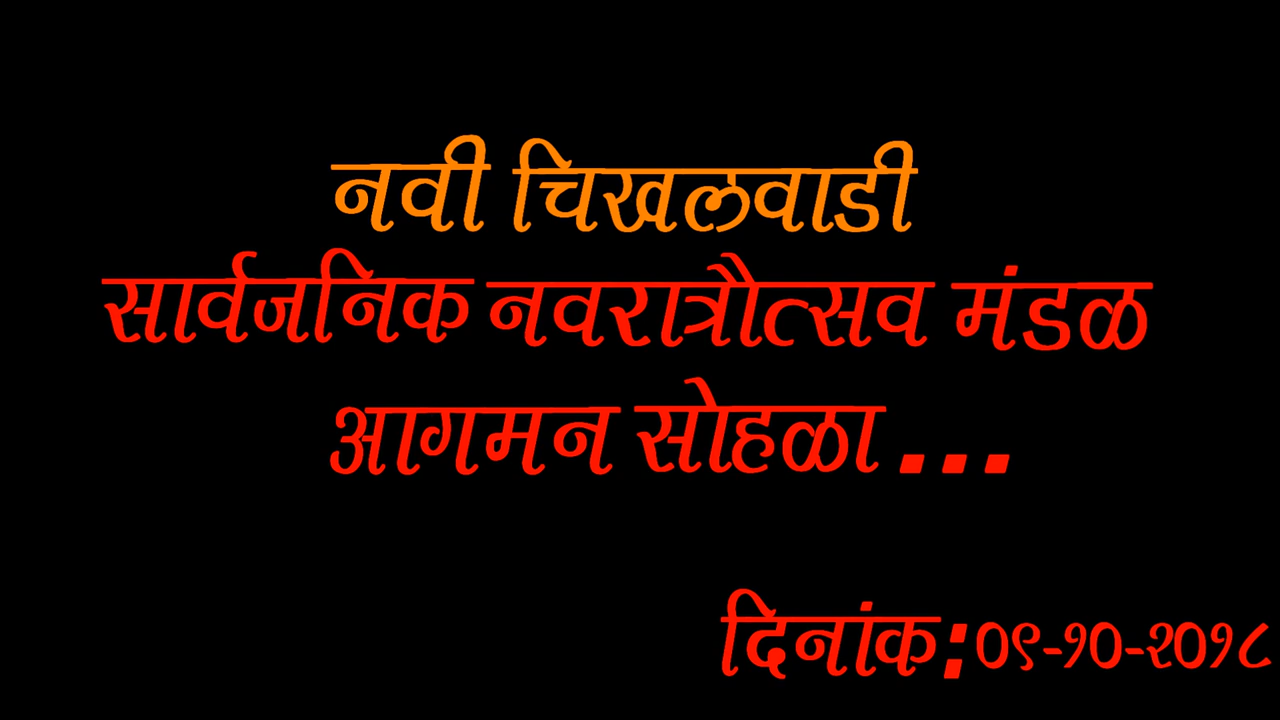 नवी चिखलवाडी
सार्वजनिक नवरात्रौत्सव मंडळ
आगमन सोहळा...
दिनांक:०९-१०-२०१८